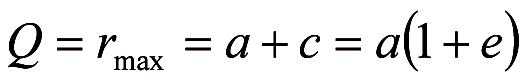 Q = r_max = a + c = a(1 + e)